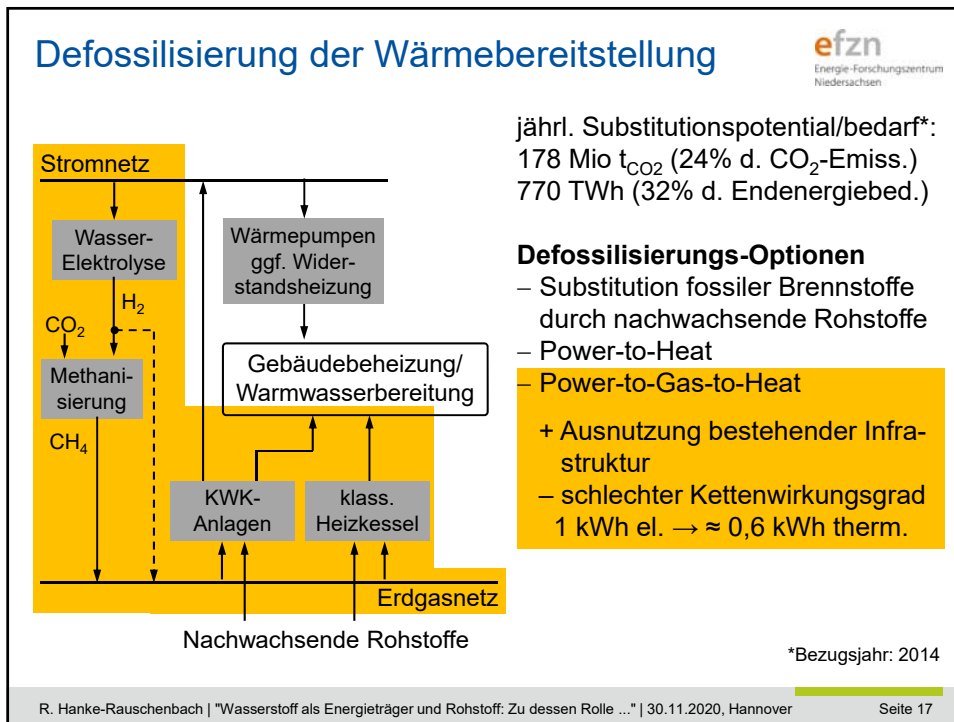 Defossilisierung der Wärmebereitstellung
efzn
Energie-Forschungszentrum
Niedersachsen
Stromnetz
Wasser-
Elektrolyse
H₂
CO₂
Methani-
sierung
CH₄
Wärmepumpen
ggf. Wider-
standsheizung
Gebäudebeheizung/
Warmwasserbereitung
KWK-
Anlagen
klass.
Heizkessel
Erdgasnetz
Nachwachsende Rohstoffe
jährl. Substitutionspotential/bedarf*:
178 Mio t_CO2 (24% d. CO₂-Emiss.)
770 TWh (32% d. Endenergiebed.)
Defossilisierungs-Optionen
– Substitution fossiler Brennstoffe
durch nachwachsende Rohstoffe
– Power-to-Heat
– Power-to-Gas-to-Heat
+ Ausnutzung bestehender Infra-
struktur
– schlechter Kettenwirkungsgrad
1 kWh el. → ≈ 0,6 kWh therm.
*Bezugsjahr: 2014
R. Hanke-Rauschenbach | "Wasserstoff als Energieträger und Rohstoff: Zu dessen Rolle ..." | 30.11.2020, Hannover Seite 17